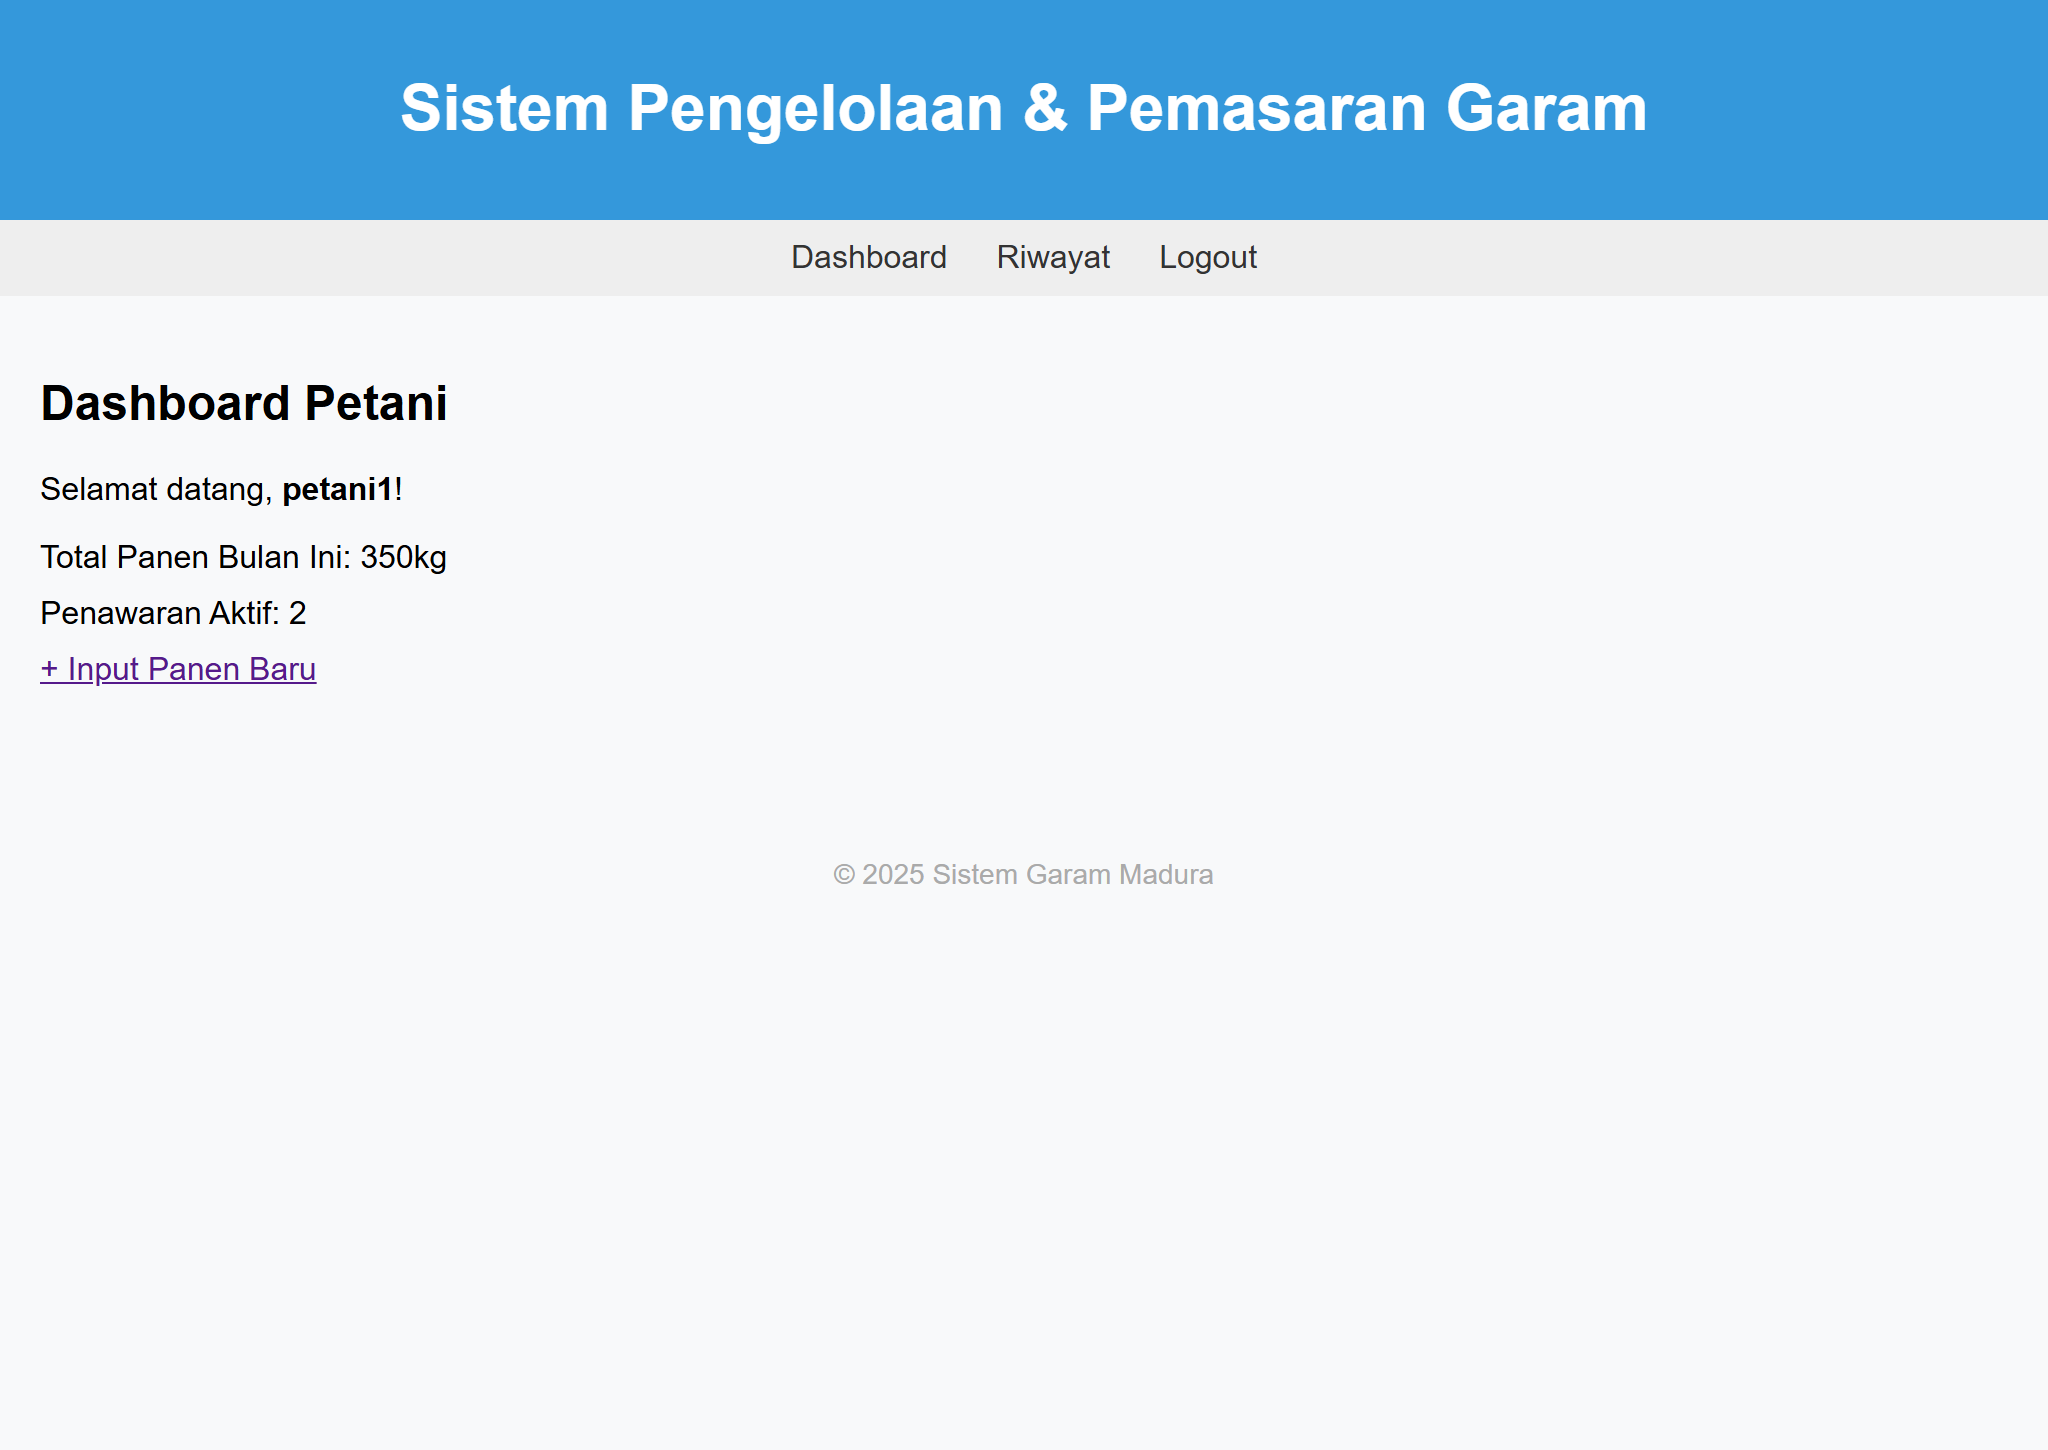 Sistem Pengelolaan & Pemasaran Garam
Dashboard Riwayat Logout
Dashboard Petani
Selamat datang, petani1!
Total Panen Bulan Ini: 350kg
Penawaran Aktif: 2
+ Input Panen Baru
© 2025 Sistem Garam Madura